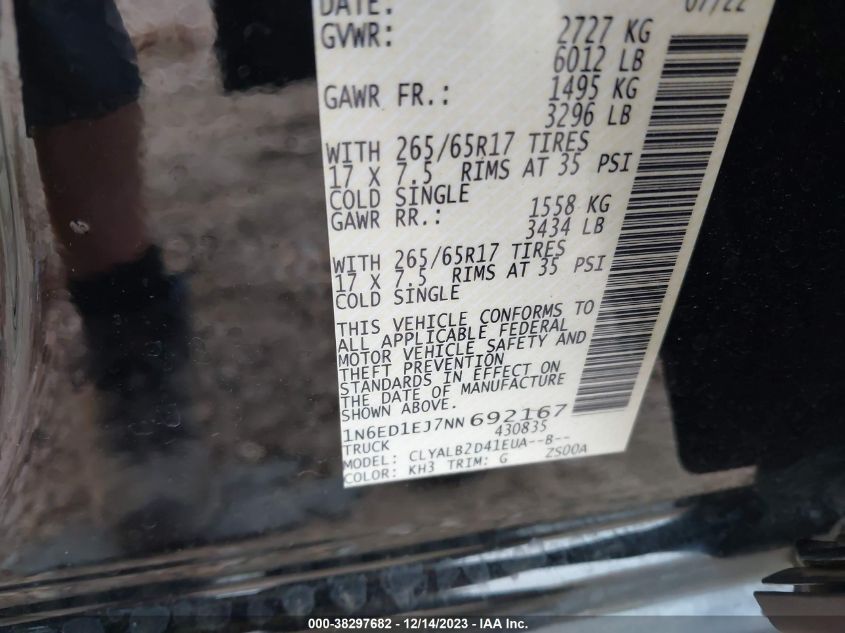 DATE: 07/22
GVWR: 2727 KG
6012 LB
GAWR FR.: 1495 KG
3296 LB
WITH 265/65R17 TIRES
17 X 7.5 RIMS AT 35 PSI
COLD SINGLE
GAWR RR.: 1558 KG
3434 LB
WITH 265/65R17 TIRES
17 X 7.5 RIMS AT 35 PSI
COLD SINGLE
THIS VEHICLE CONFORMS TO
ALL APPLICABLE FEDERAL
MOTOR VEHICLE SAFETY AND
THEFT PREVENTION
STANDARDS IN EFFECT ON
THE DATE OF MANUFACTURE
SHOWN ABOVE.
1N6ED1EJ7NN692167
TRUCK 430835
MODEL: CLYALB2D41EUA--B--
COLOR: KH3 TRIM: G ZS00A
000-38297682 - 12/14/2023 - IAA Inc.